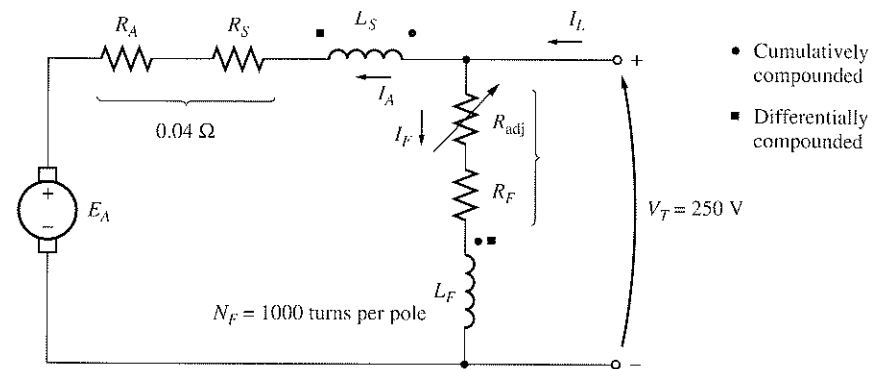 R_A
R_S
L_S
I_L
+
I_A
0.04 Ω
I_F
R_adj
R_F
L_F
N_F = 1000 turns per pole
+
E_A
–
V_T = 250 V
–
Cumulatively
compounded
Differentially
compounded